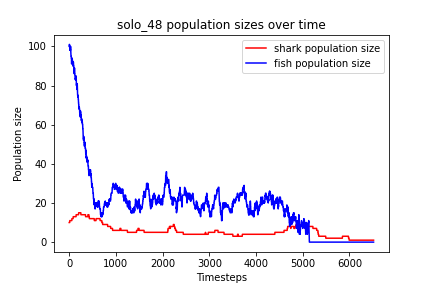 solo_48 population sizes over time
shark population size
fish population size
Population size
100
80
60
40
20
0
0 1000 2000 3000 4000 5000 6000
Timesteps